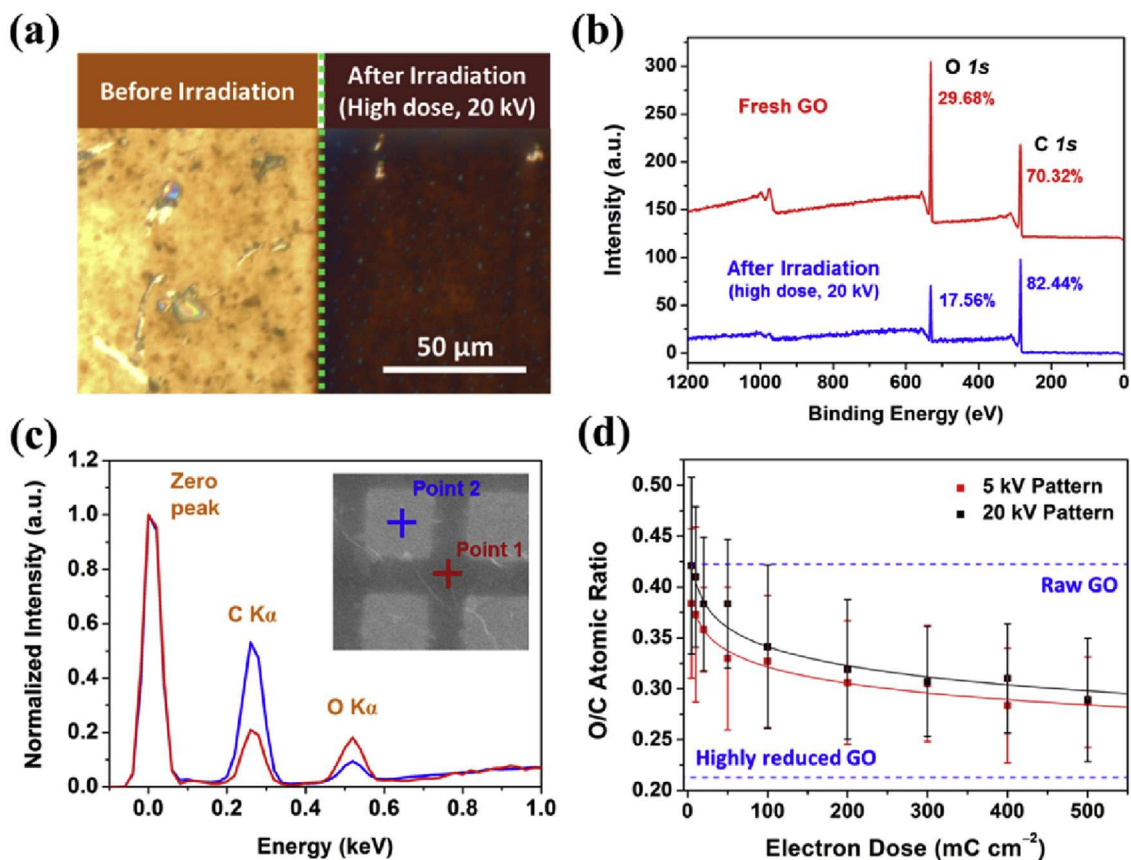 (a)
Before Irradiation
After Irradiation
(High dose, 20 kV)
50 μm
(b)
Intensity (a.u.)
300
250
200
150
100
50
0
Fresh GO
O 1s
29.68%
C 1s
70.32%
After Irradiation
(high dose, 20 kV)
17.56%
82.44%
1200 1000 800 600 400 200 0
Binding Energy (eV)
(c)
Normalized Intensity (a.u.)
1.2
1.0
0.8
0.6
0.4
0.2
0.0
Zero
peak
C Kα
O Kα
Point 2
Point 1
0.0 0.2 0.4 0.6 0.8 1.0
Energy (keV)
(d)
O/C Atomic Ratio
0.50
0.45
0.40
0.35
0.30
0.25
0.20
5 kV Pattern
20 kV Pattern
Raw GO
Highly reduced GO
0 100 200 300 400 500
Electron Dose (mC cm⁻²)